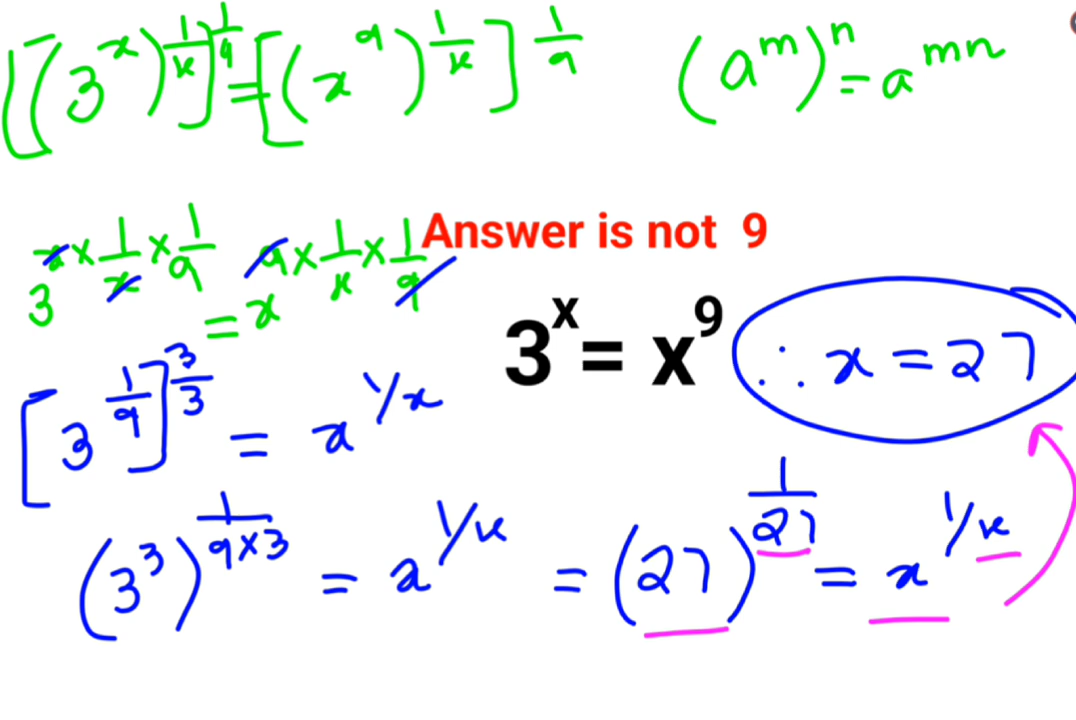 [[(3^x)^(1/x)]^(1/9) = [(x^9)^(1/x)]^(1/9) (a^m)^n = a^(mn)
3^(x × 1/x × 1/9) = x^(9 × 1/x × 1/9)
Answer is not 9
3^x = x^9 ∴ x = 27
[3^(1/9)]^(3/3) = x^(1/x)
(3^3)^(1/(9×3)) = x^(1/x) = (27)^(1/27) = x^(1/x)